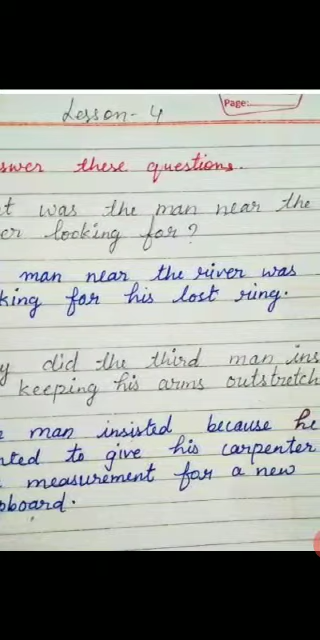 Page:
Lesson - 4
swer these questions.
t was the man near the
er looking for?
man near the river was
king for his lost ring.
y did the third man ins
keeping his arms outstretch
e man insisted because he
nted to give his carpenter
measurement for a new
pboard.